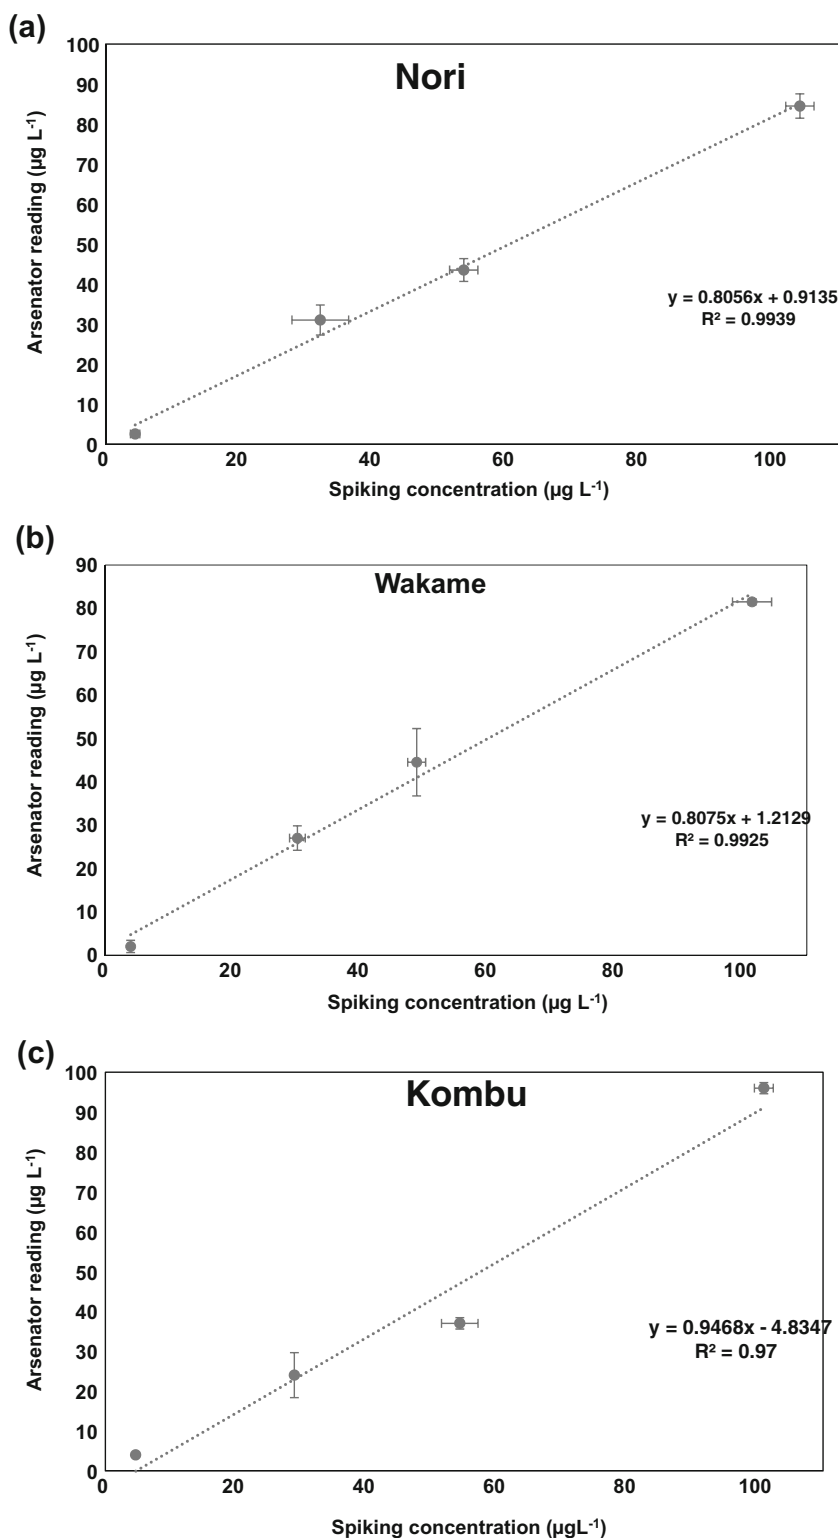 (a)
Nori
100
90
80
70
60
50
40
30
20
10
0
Arsenator reading (µg L-1)
y = 0.8056x + 0.9135
R² = 0.9939
0 20 40 60 80 100
Spiking concentration (µg L-1)
(b)
Wakame
90
80
70
60
50
40
30
20
10
0
Arsenator reading (µg L-1)
y = 0.8075x + 1.2129
R² = 0.9925
0 20 40 60 80 100
Spiking concentration (µg L-1)
(c)
Kombu
100
90
80
70
60
50
40
30
20
10
0
Arsenator reading (µg L-1)
y = 0.9468x - 4.8347
R² = 0.97
0 20 40 60 80 100
Spiking concentration (µgL-1)